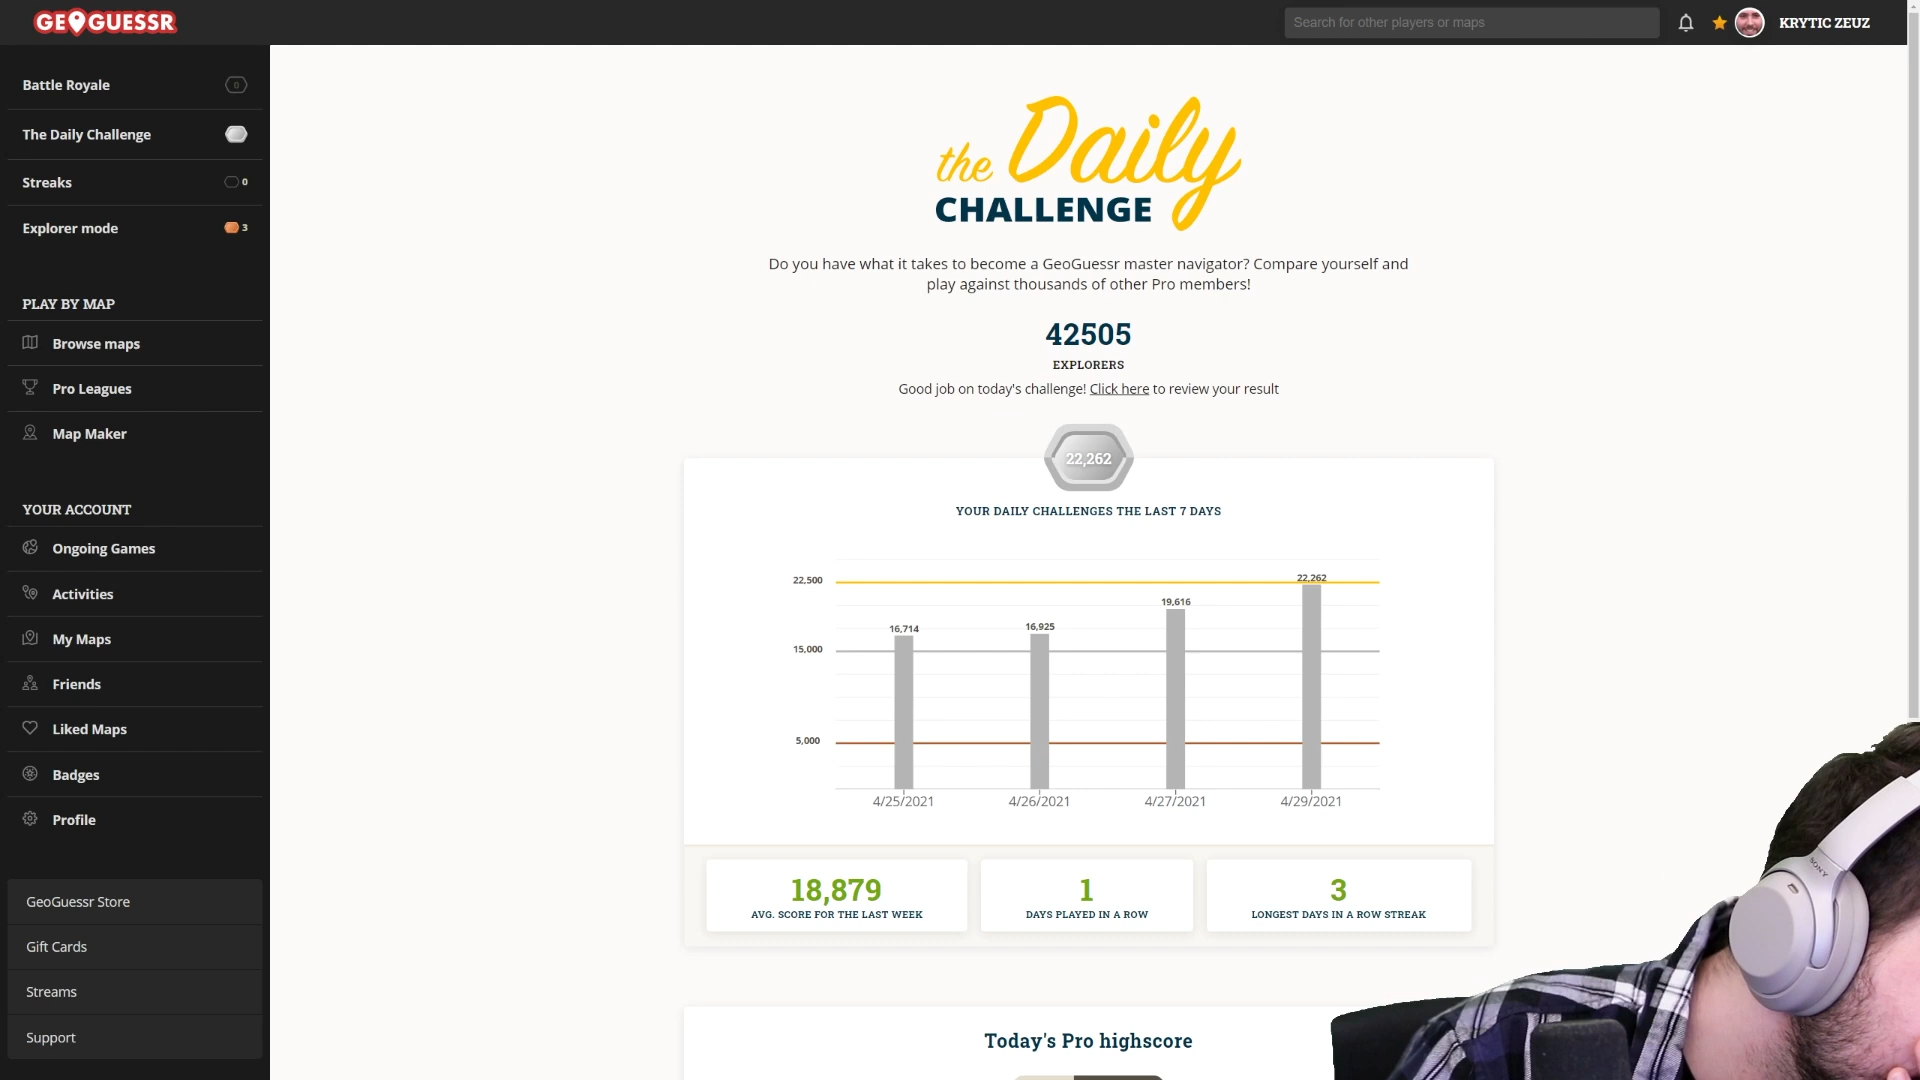 GEOGUESSR
Search for other players or maps
KRYTIC ZEUZ
Battle Royale
0
The Daily Challenge
Streaks
0
Explorer mode
3
PLAY BY MAP
Browse maps
Pro Leagues
Map Maker
YOUR ACCOUNT
Ongoing Games
Activities
My Maps
Friends
Liked Maps
Badges
Profile
GeoGuessr Store
Gift Cards
Streams
Support
the Daily
CHALLENGE
Do you have what it takes to become a GeoGuessr master navigator? Compare yourself and
play against thousands of other Pro members!
42505
EXPLORERS
Good job on today's challenge! Click here to review your result
22,262
YOUR DAILY CHALLENGES THE LAST 7 DAYS
22,500
15,000
5,000
16,714
16,925
19,616
22,262
4/25/2021
4/26/2021
4/27/2021
4/29/2021
18,879
AVG. SCORE FOR THE LAST WEEK
1
DAYS PLAYED IN A ROW
3
LONGEST DAYS IN A ROW STREAK
Today's Pro highscore
SONY